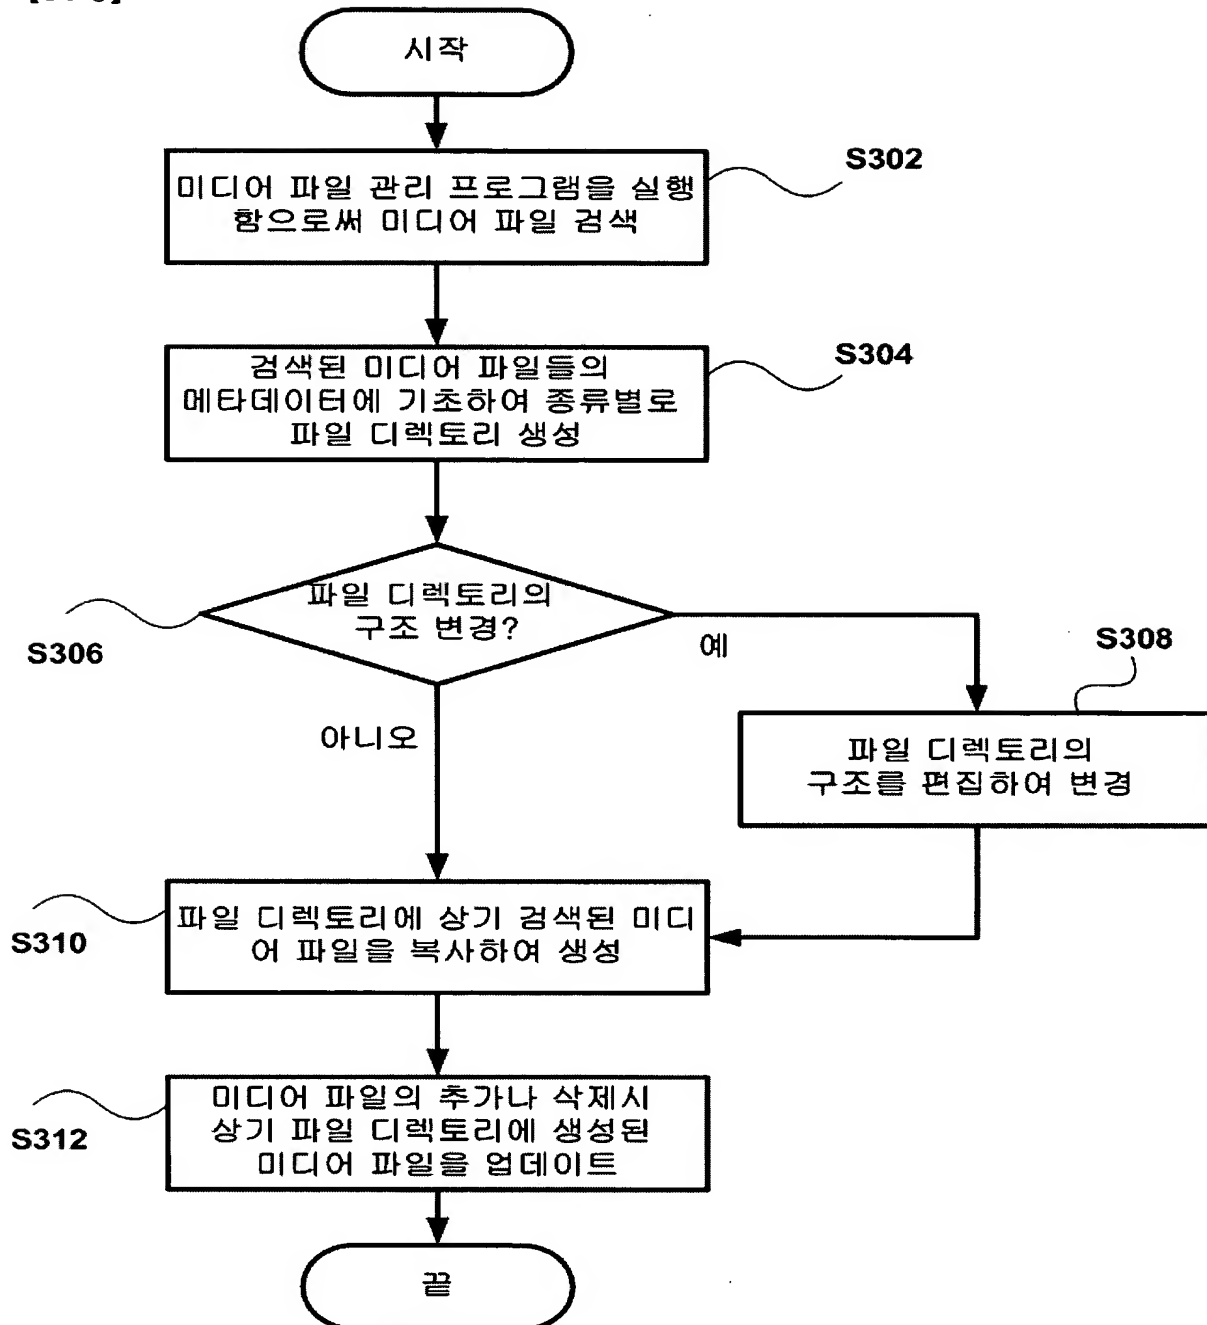 시작
S302
미디어 파일 관리 프로그램을 실행
함으로써 미디어 파일 검색
S304
검색된 미디어 파일들의
메타데이터에 기초하여 종류별로
파일 디렉토리 생성
파일 디렉토리의
구조 변경?
S306
예
S308
아니오
파일 디렉토리의
구조를 편집하여 변경
S310
파일 디렉토리에 상기 검색된 미디
어 파일을 복사하여 생성
S312
미디어 파일의 추가나 삭제시
상기 파일 디렉토리에 생성된
미디어 파일을 업데이트
끝